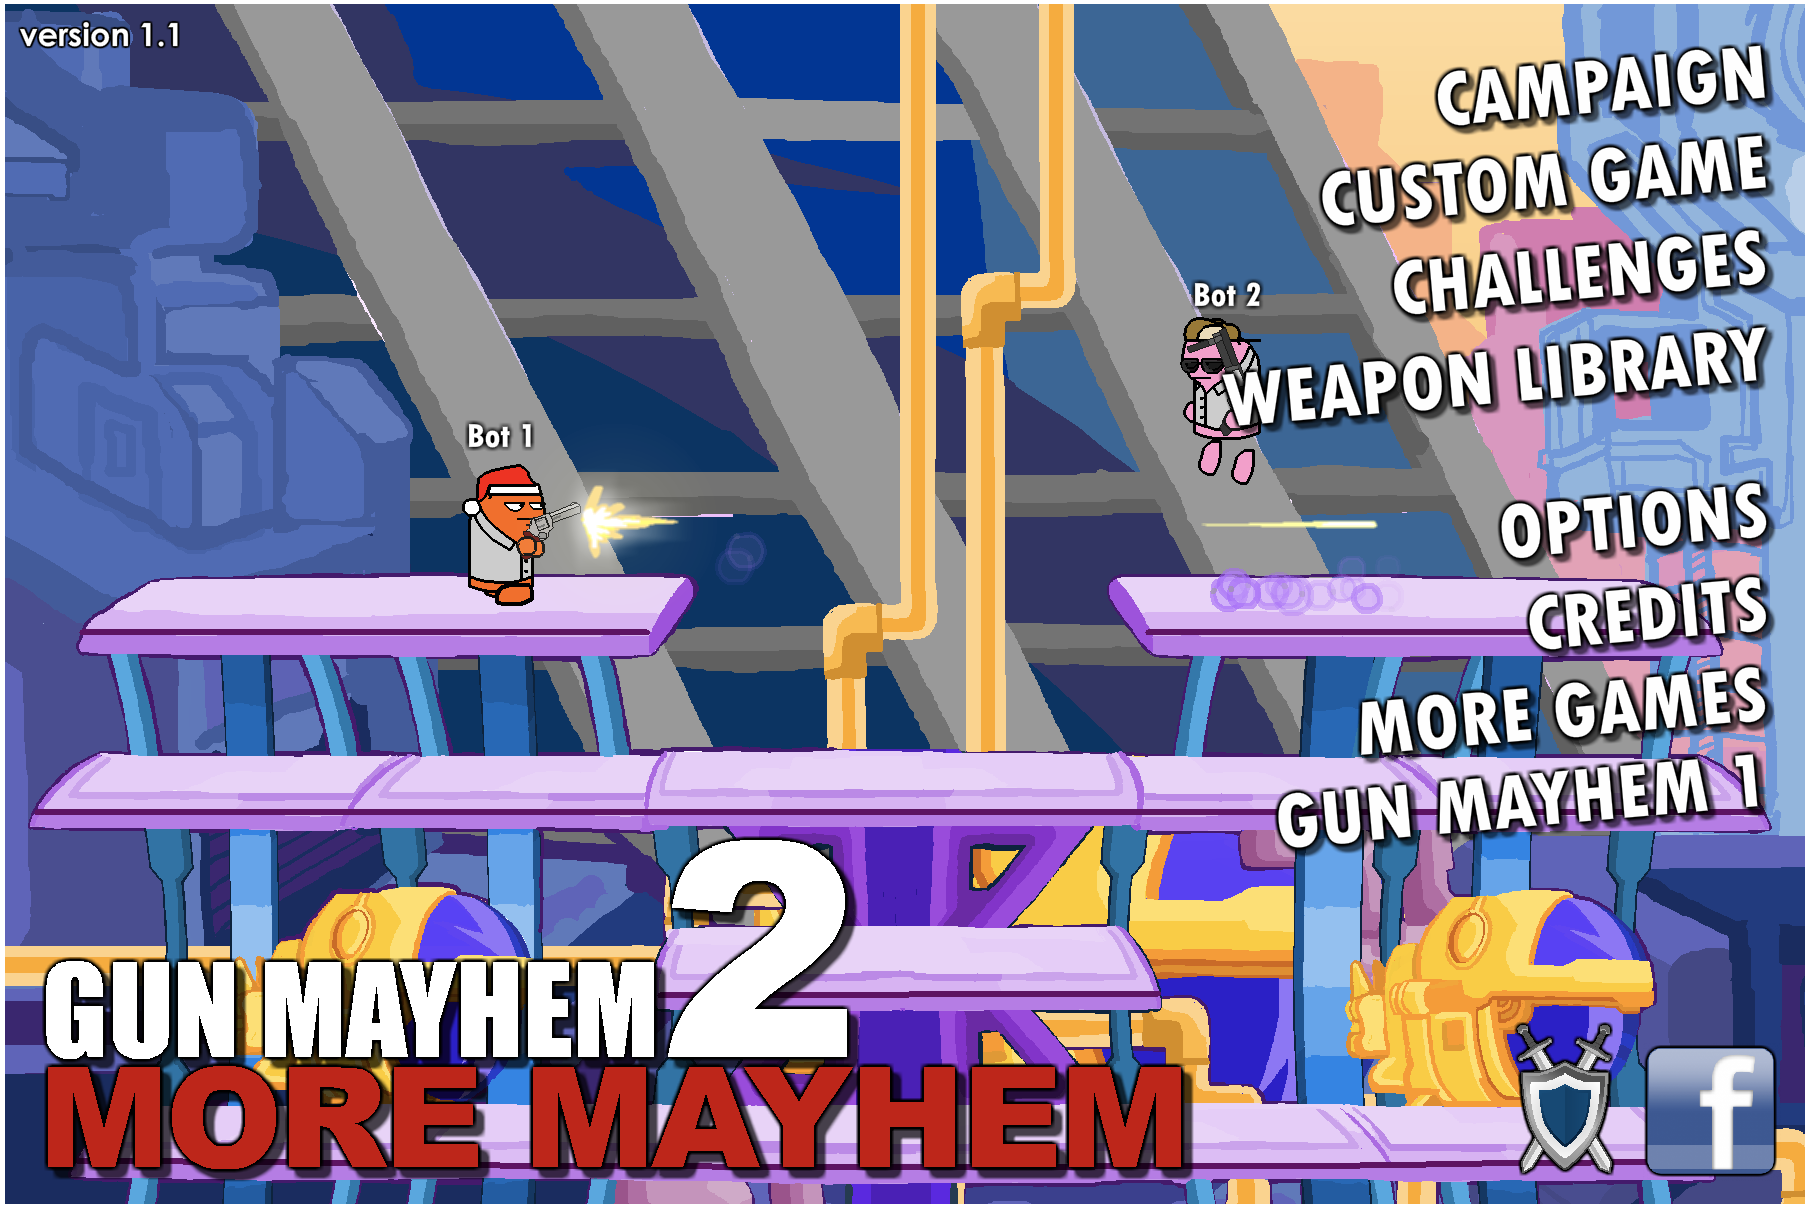 version 1.1
CAMPAIGN
CUSTOM GAME
CHALLENGES
Bot 2
WEAPON LIBRARY
Bot 1
OPTIONS
CREDITS
MORE GAMES
GUN MAYHEM 1
GUN MAYHEM 2
MORE MAYHEM
f